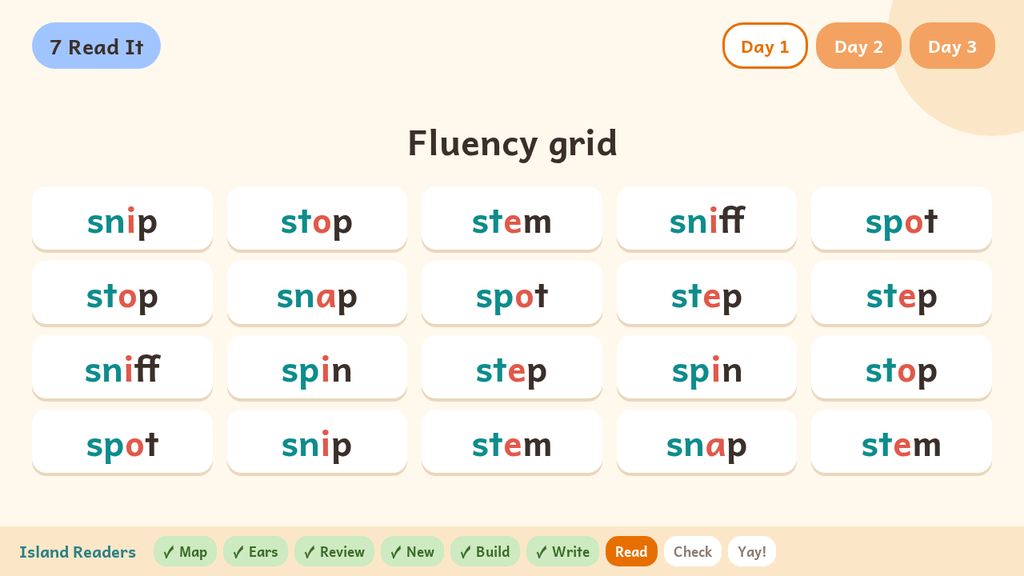 7 Read It Day 1 Day 2 Day 3
Fluency grid
snip stop stem sniff spot
stop snap spot step step
sniff spin step spin stop
spot snip stem snap stem
Island Readers ✓ Map ✓ Ears ✓ Review ✓ New ✓ Build ✓ Write Read Check Yay!